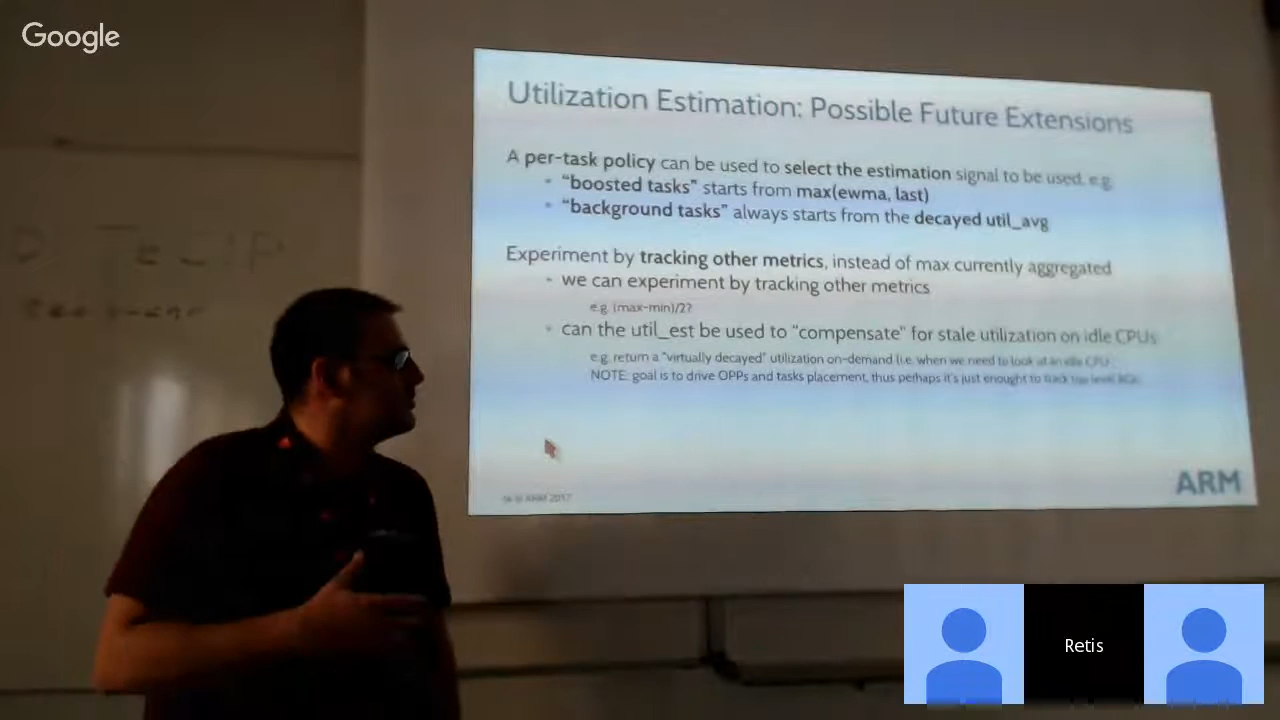 Google
Utilization Estimation: Possible Future Extensions
A per-task policy can be used to select the estimation signal to be used, e.g.
- "boosted tasks" starts from max(ewma, last)
- "background tasks" always starts from the decayed util_avg
Experiment by tracking other metrics, instead of max currently aggregated
- we can experiment by tracking other metrics
e.g. (max-min)/2?
- can the util_est be used to "compensate" for stale utilization on idle CPUs
e.g. return a "virtually decayed" utilization on-demand (i.e. when we need to look at an idle CPU
NOTE: goal is to drive OPPs and tasks placement, thus perhaps it's just enought to track top level
© ARM 2017
ARM
Retis